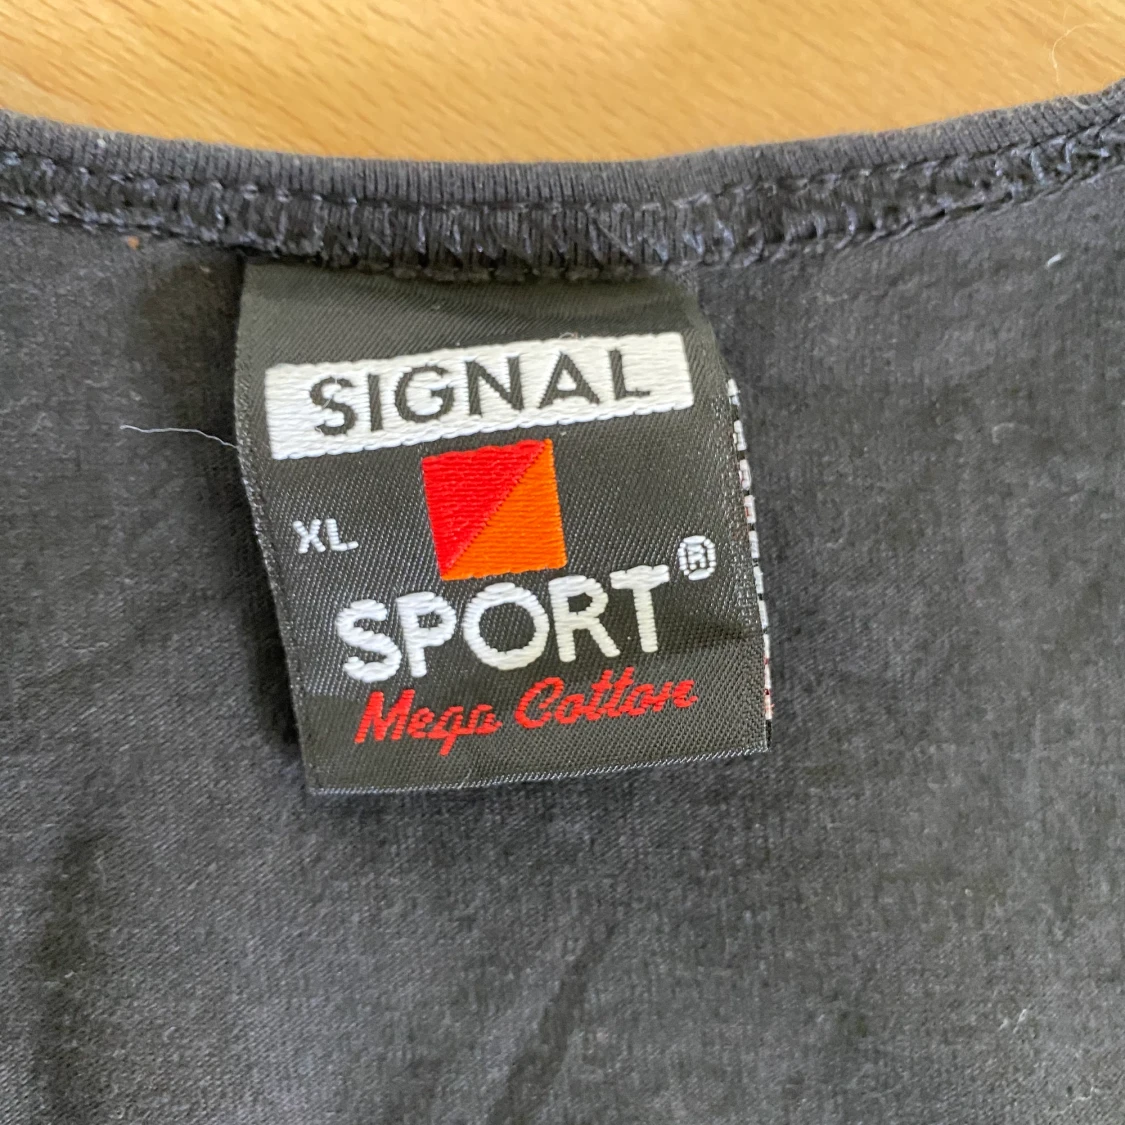 SIGNAL
XL
SPORT®
Mega Cotton